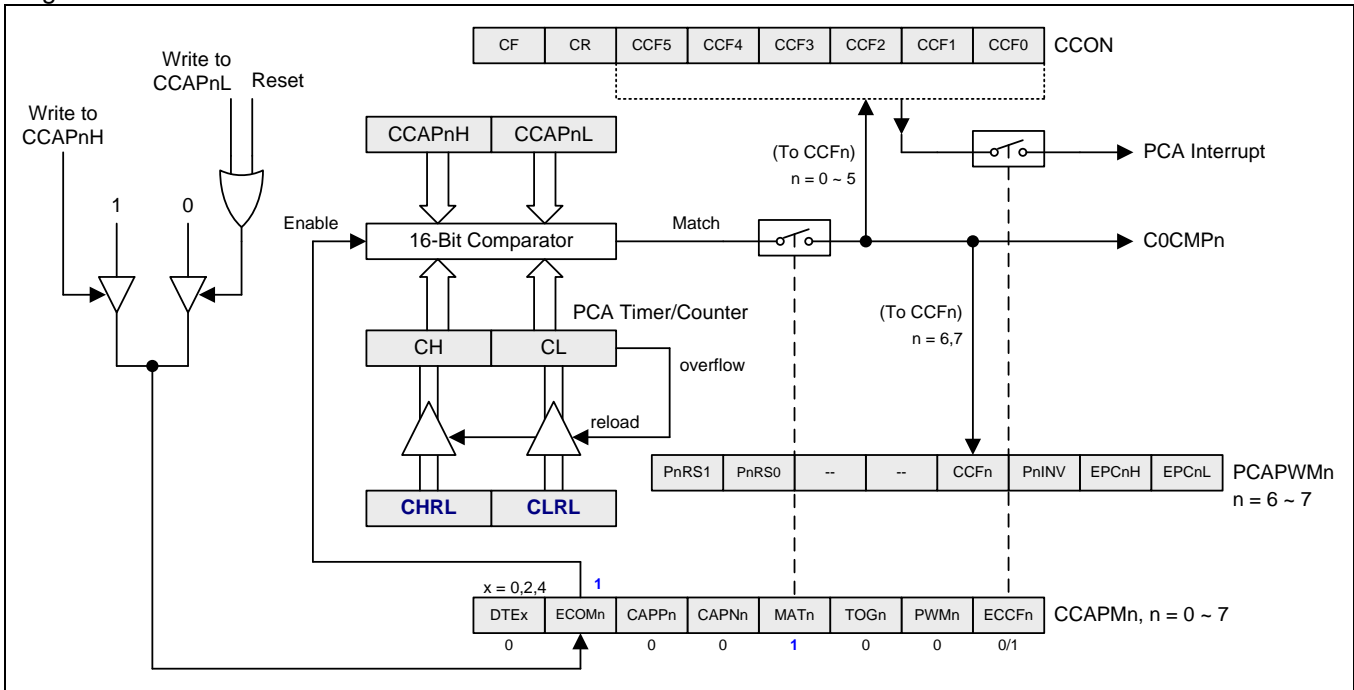 CF CR CCF5 CCF4 CCF3 CCF2 CCF1 CCF0 CCON
Write to
CCAPnL
Reset
Write to
CCAPnH
CCAPnH CCAPnL
(To CCFn)
n = 0 ~ 5
PCA Interrupt
1 0
Enable
16-Bit Comparator
Match
C0CMPn
PCA Timer/Counter
(To CCFn)
n = 6,7
CH CL
overflow
reload
PnRS1 PnRS0 -- -- CCFn PnINV EPCnH EPCnL PCAPWMn
n = 6 ~ 7
CHRL CLRL
x = 0,2,4 1
DTEx ECOMn CAPPn CAPNn MATn TOGn PWMn ECCFn CCAPMn, n = 0 ~ 7
0 0 0 1 0 0 0/1